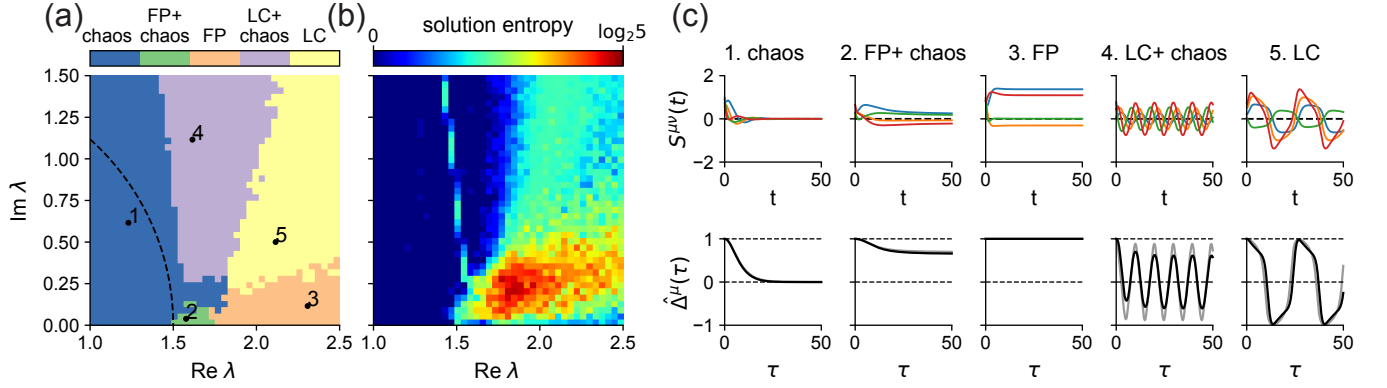 (a)
chaos
FP+
chaos
FP
LC+
chaos
LC
1.50
1.25
1.00
0.75
0.50
0.25
0.00
Im λ
1.0
1.5
2.0
2.5
Re λ
1
2
3
4
5
(b)
solution entropy
0
log₂5
1.0
1.5
2.0
2.5
Re λ
(c)
1. chaos
2. FP+ chaos
3. FP
4. LC+ chaos
5. LC
S^{μν}(t)
2
0
−2
0 50
t
0 50
t
0 50
t
0 50
t
0 50
t
Δ̂^μ(τ)
1
0
−1
0 50
τ
0 50
τ
0 50
τ
0 50
τ
0 50
τ